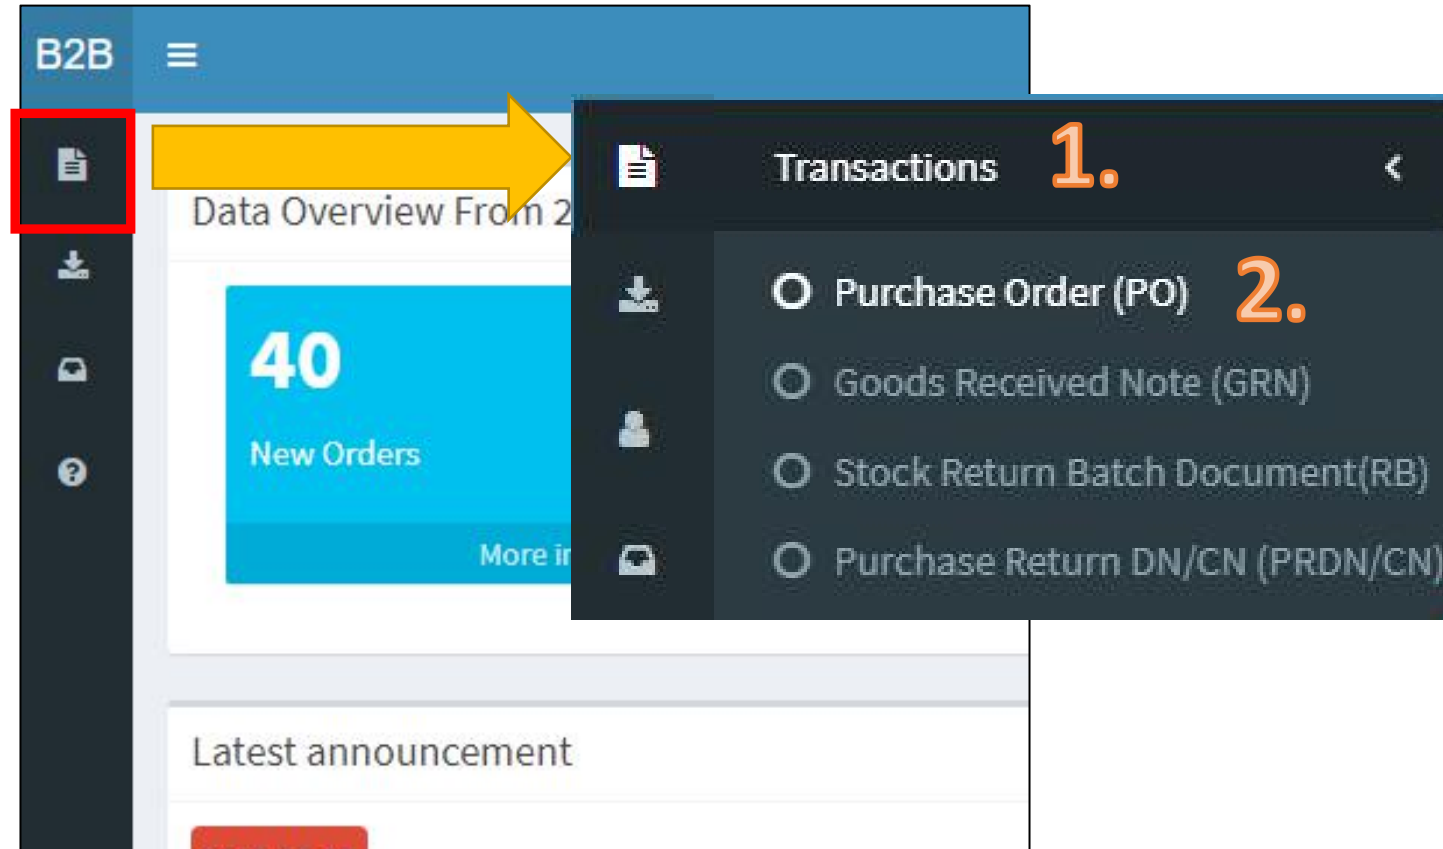 B2B
Transactions 1.
Data Overview From 2
Purchase Order (PO) 2.
40
Goods Received Note (GRN)
New Orders
Stock Return Batch Document(RB)
More in
Purchase Return DN/CN (PRDN/CN)
Latest announcement